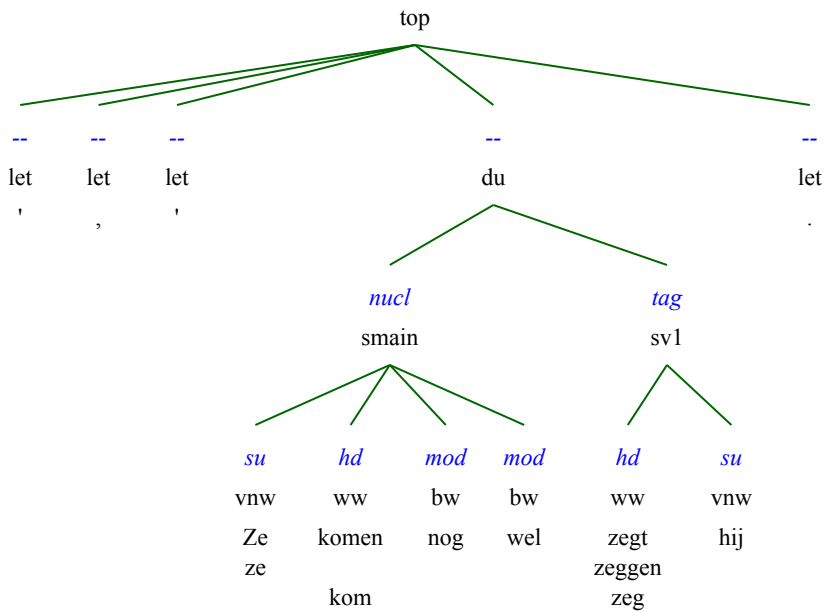 top
-- -- -- -- --
let let let du let
' , ' .
nucl tag
smain sv1
su hd mod mod hd su
vnw ww bw bw ww vnw
Ze komen nog wel zegt hij
ze zeggen
kom zeg